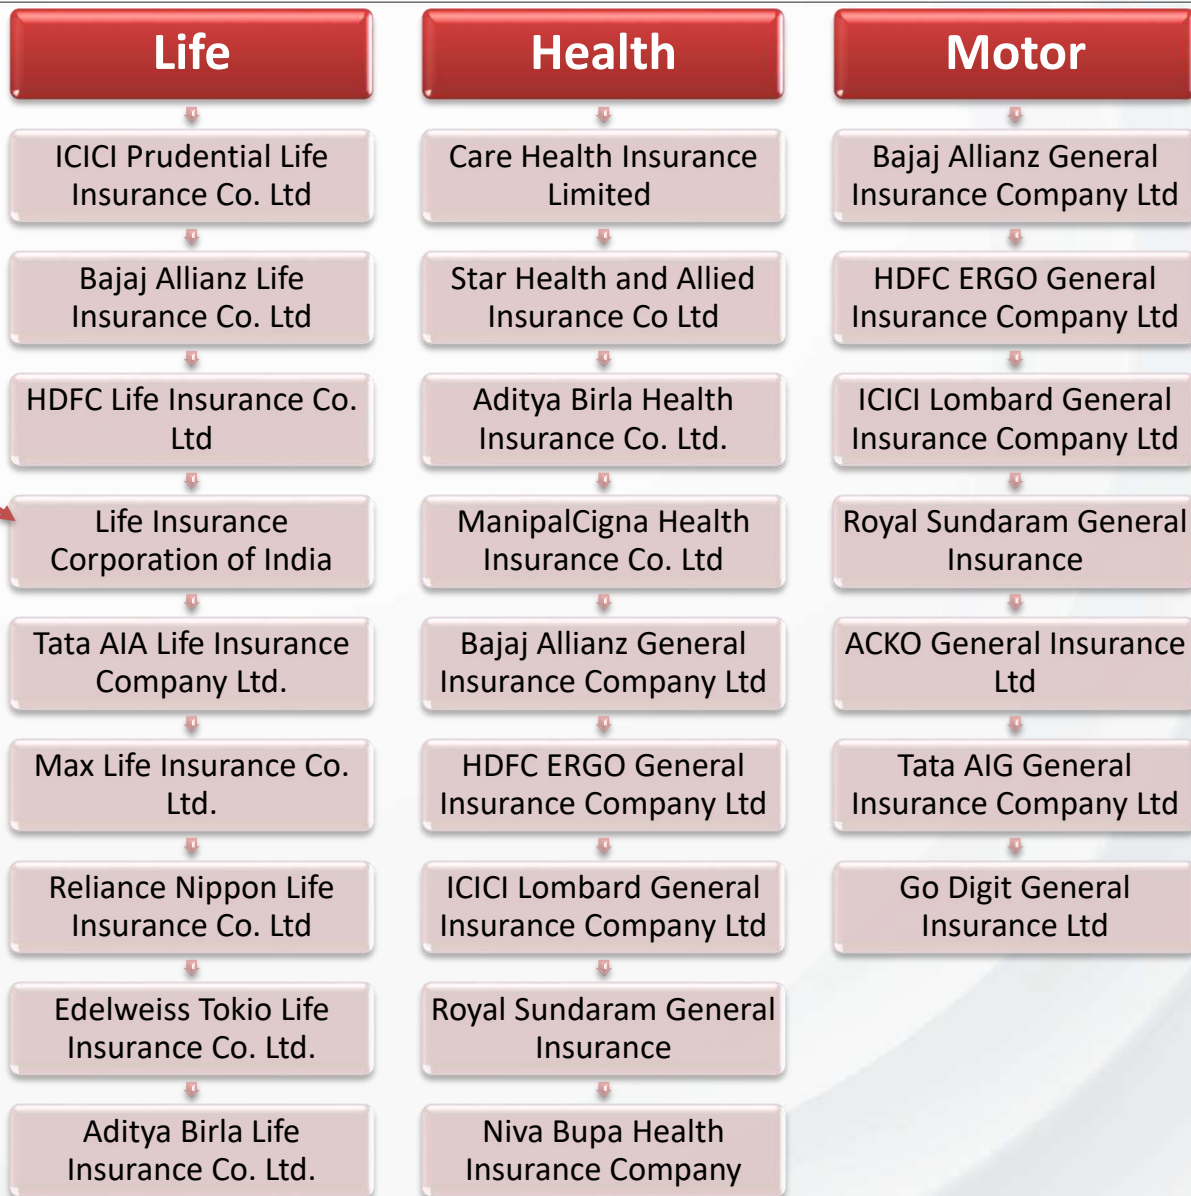 Life
ICICI Prudential Life
Insurance Co. Ltd
Bajaj Allianz Life
Insurance Co. Ltd
HDFC Life Insurance Co.
Ltd
Life Insurance
Corporation of India
Tata AIA Life Insurance
Company Ltd.
Max Life Insurance Co.
Ltd.
Reliance Nippon Life
Insurance Co. Ltd
Edelweiss Tokio Life
Insurance Co. Ltd.
Aditya Birla Life
Insurance Co. Ltd.
Health
Care Health Insurance
Limited
Star Health and Allied
Insurance Co Ltd
Aditya Birla Health
Insurance Co. Ltd.
ManipalCigna Health
Insurance Co. Ltd
Bajaj Allianz General
Insurance Company Ltd
HDFC ERGO General
Insurance Company Ltd
ICICI Lombard General
Insurance Company Ltd
Royal Sundaram General
Insurance
Niva Bupa Health
Insurance Company
Motor
Bajaj Allianz General
Insurance Company Ltd
HDFC ERGO General
Insurance Company Ltd
ICICI Lombard General
Insurance Company Ltd
Royal Sundaram General
Insurance
ACKO General Insurance
Ltd
Tata AIG General
Insurance Company Ltd
Go Digit General
Insurance Ltd